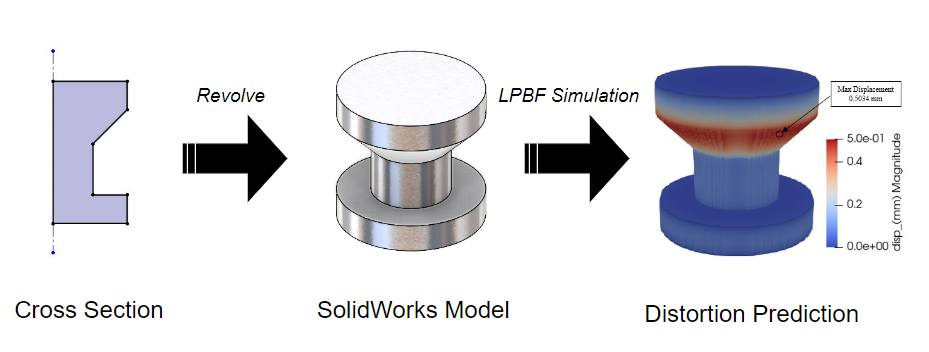 Revolve
LPBF Simulation
Max Displacement
0.5034 mm
5.0e-01
0.4
0.2
0.0e+00
disp_(mm) Magnitude
Cross Section
SolidWorks Model
Distortion Prediction